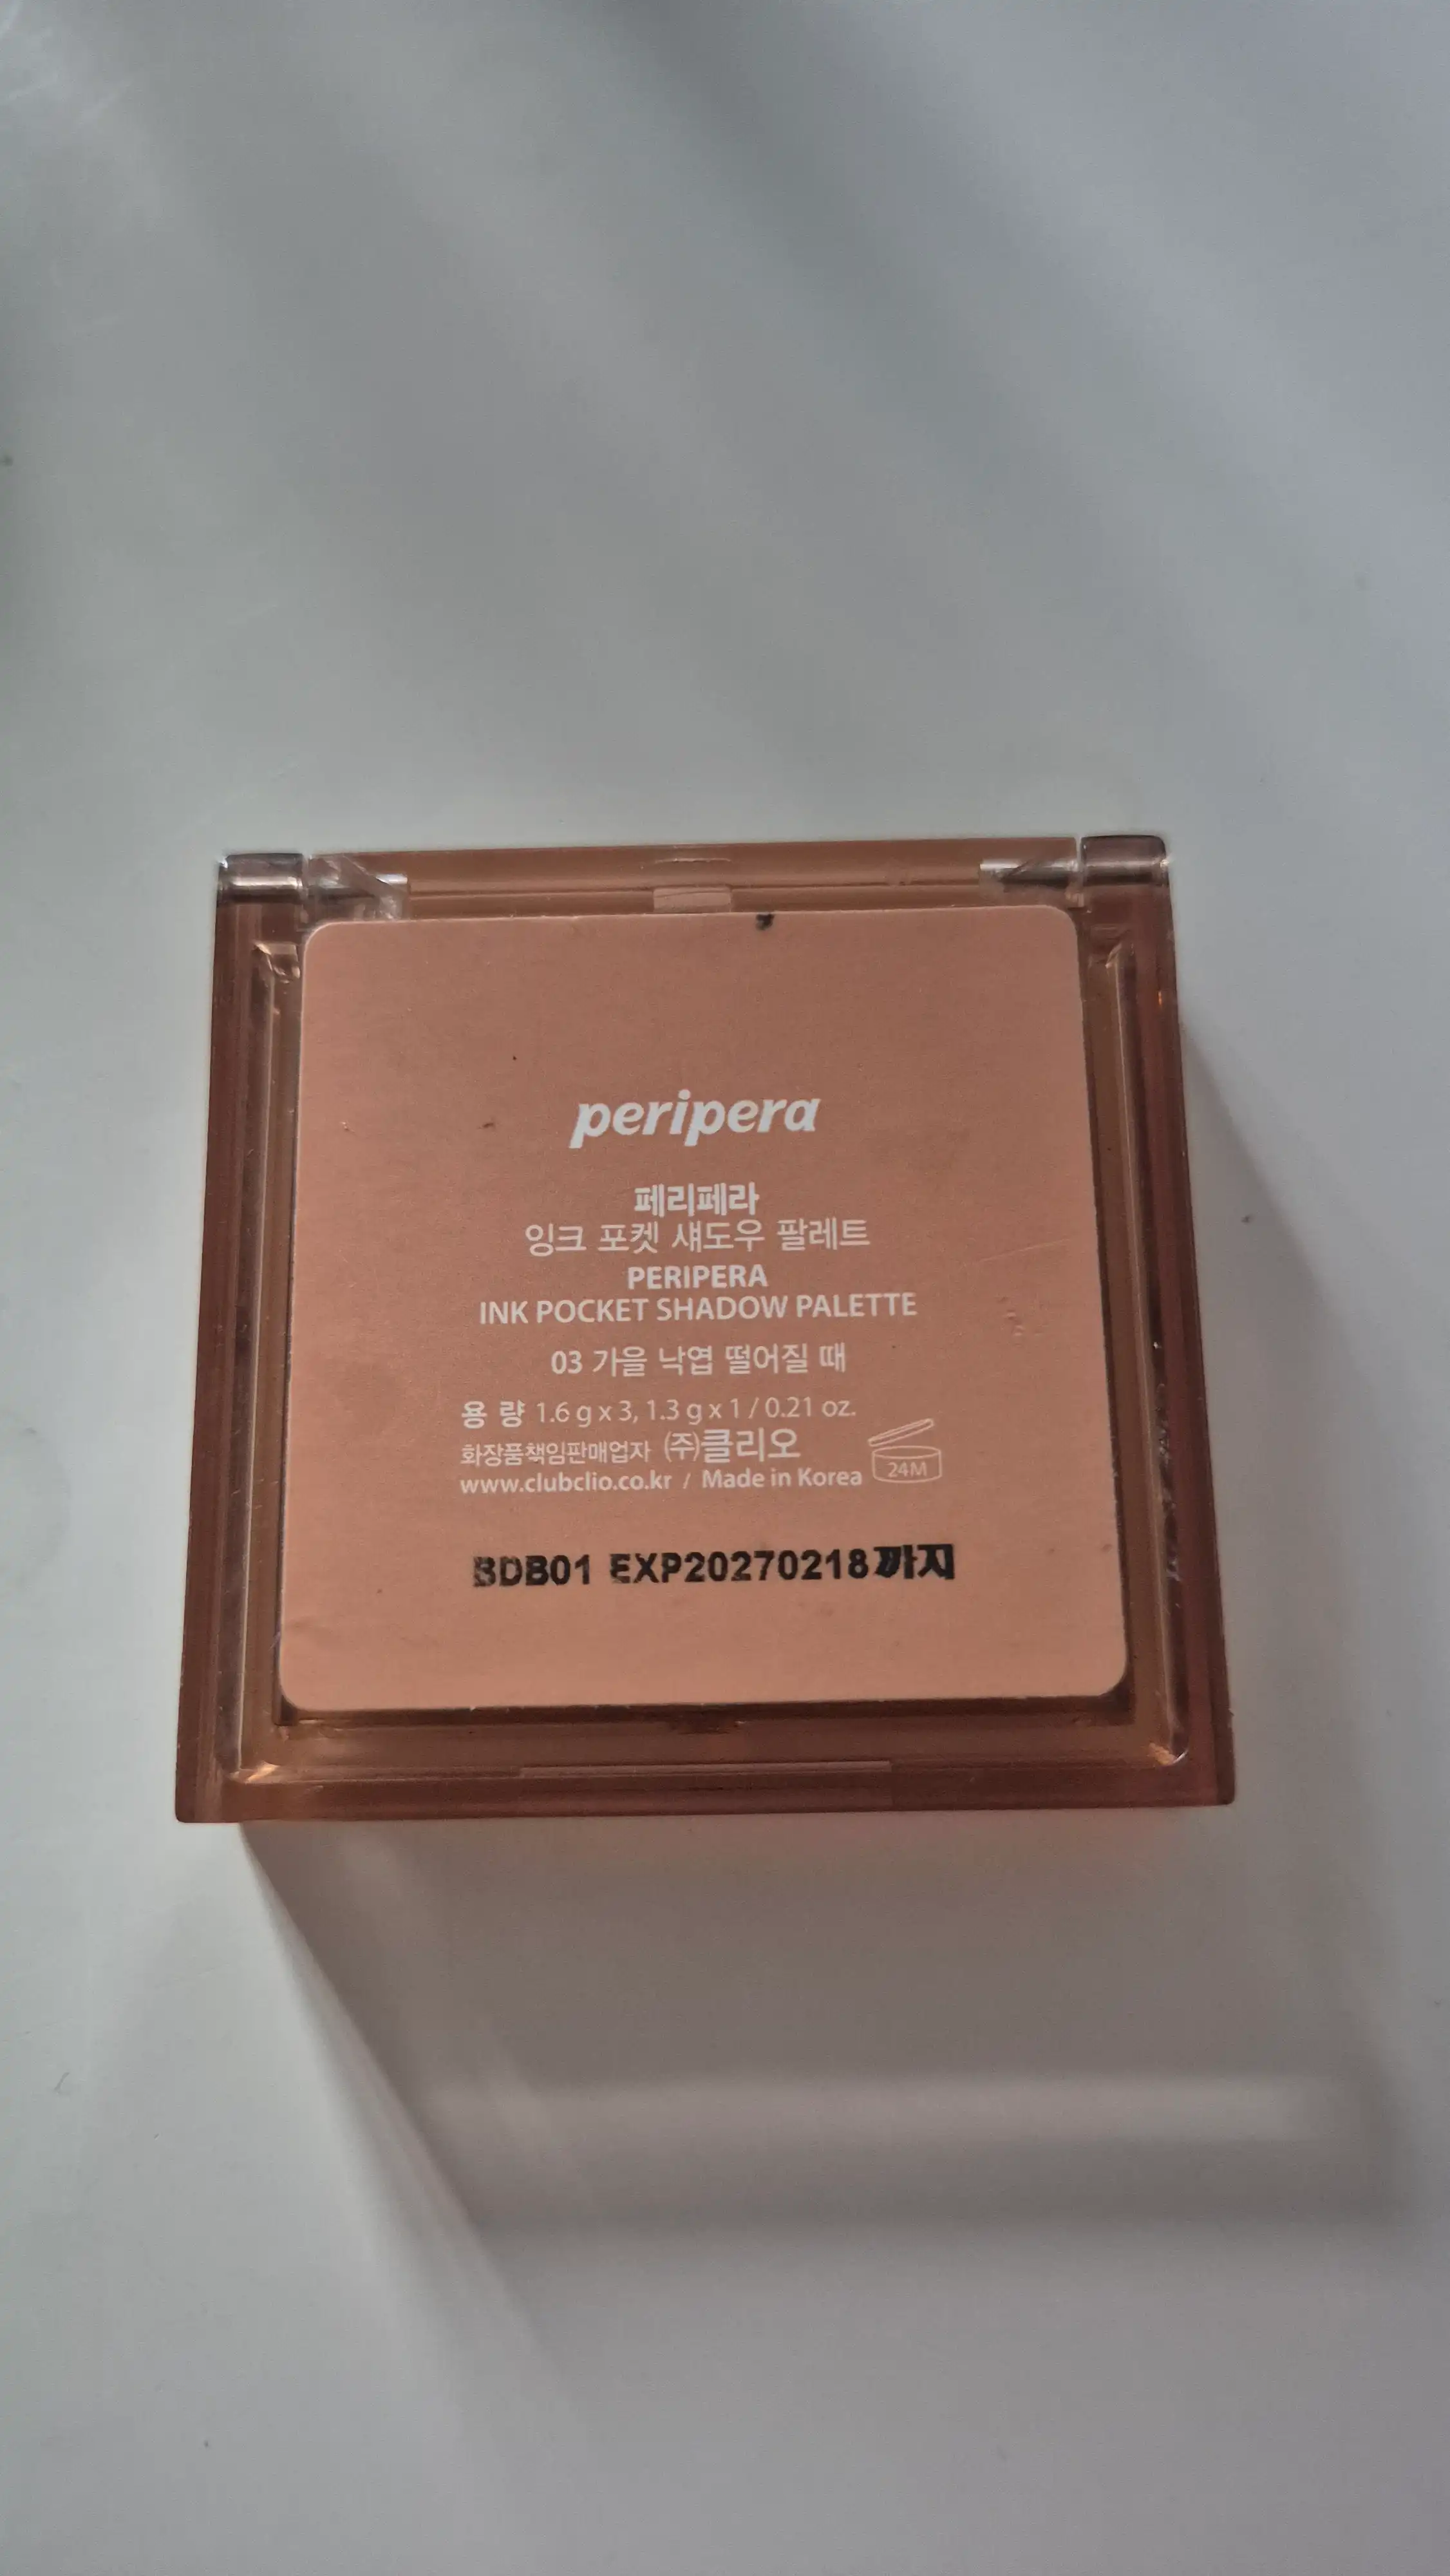 peripera
페리페라
잉크 포켓 섀도우 팔레트
PERIPERA
INK POCKET SHADOW PALETTE
03 가을 낙엽 떨어질 때
용 량 1.6 g x 3, 1.3 g x 1 / 0.21 oz.
화장품책임판매업자 (주)클리오
www.clubclio.co.kr / Made in Korea
24M
BDB01 EXP20270218까지